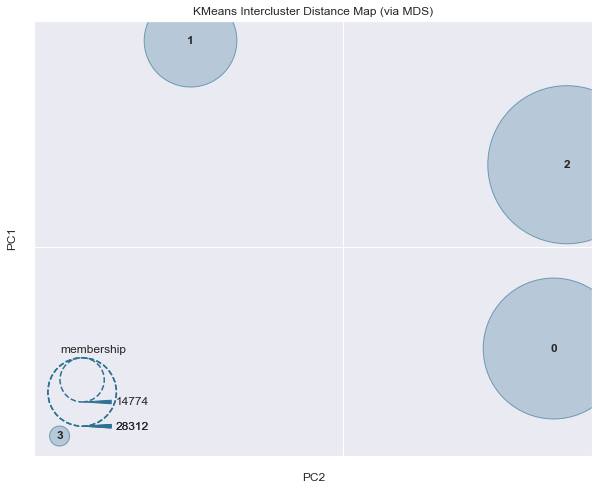 KMeans Intercluster Distance Map (via MDS)
1
2
PC1
0
membership
14774
28312
3
PC2